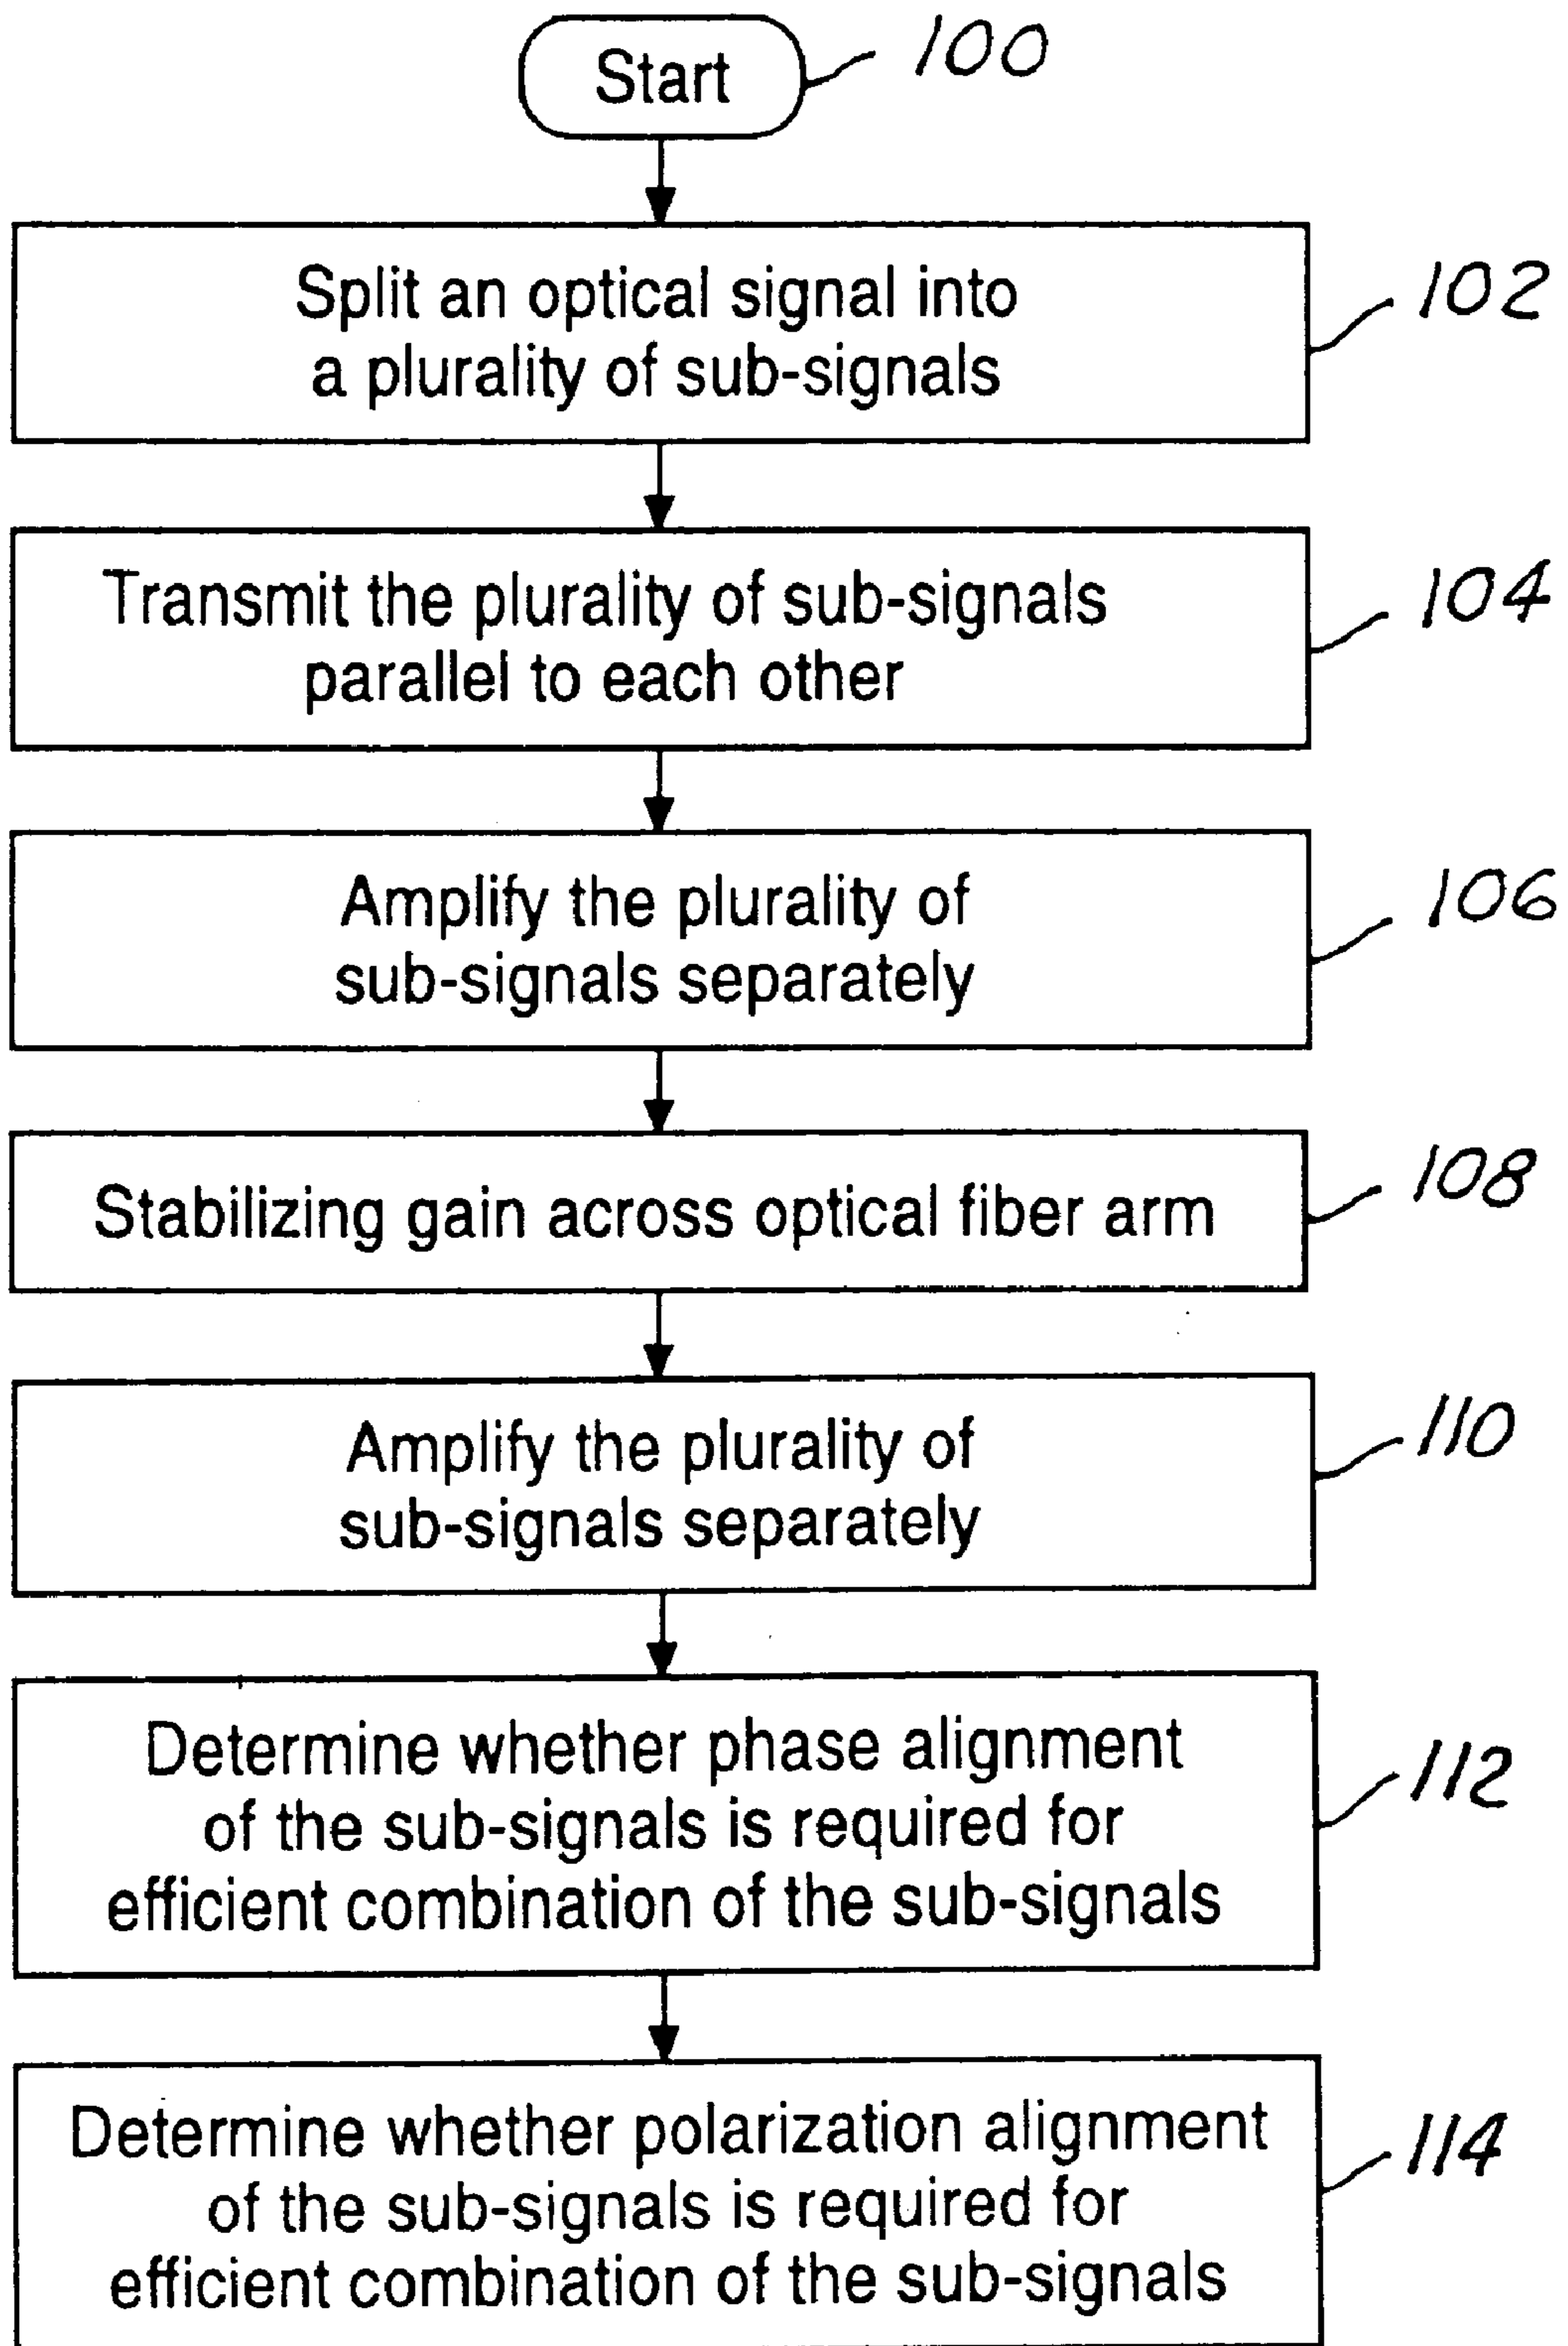 Start
100
Split an optical signal into
a plurality of sub-signals
102
Transmit the plurality of sub-signals
parallel to each other
104
Amplify the plurality of
sub-signals separately
106
Stabilizing gain across optical fiber arm
108
Amplify the plurality of
sub-signals separately
110
Determine whether phase alignment
of the sub-signals is required for
efficient combination of the sub-signals
112
Determine whether polarization alignment
of the sub-signals is required for
efficient combination of the sub-signals
114